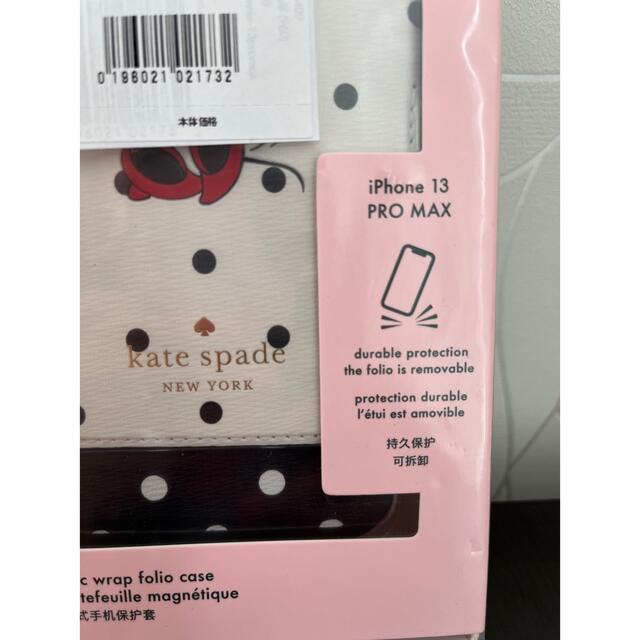 0 196021 021732
本体価格
iPhone 13
PRO MAX
kate spade
NEW YORK
durable protection
the folio is removable
protection durable
l'étui est amovible
持久保护
可拆卸
wrap folio case
magnétique
式手机保护套